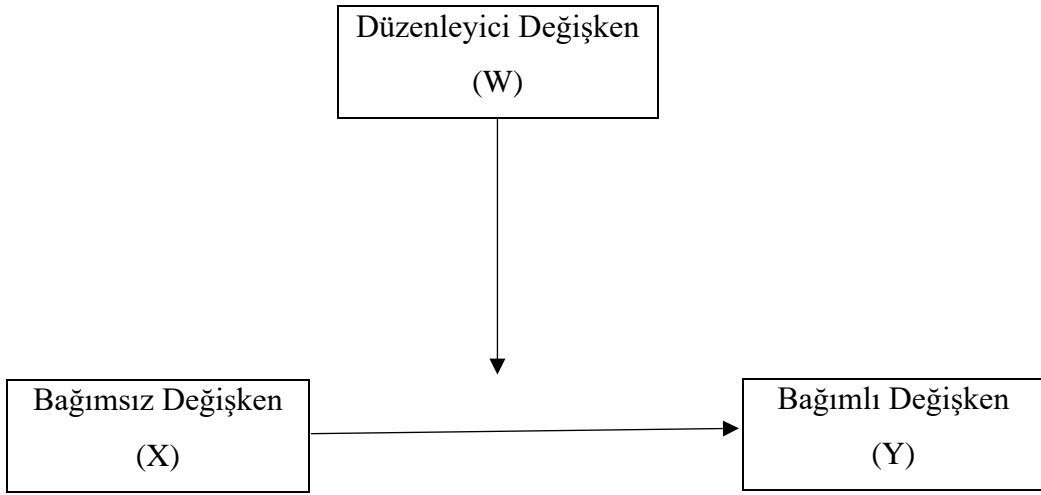 Düzenleyici Değişken
(W)
Bağımsız Değişken
(X)
Bağımlı Değişken
(Y)